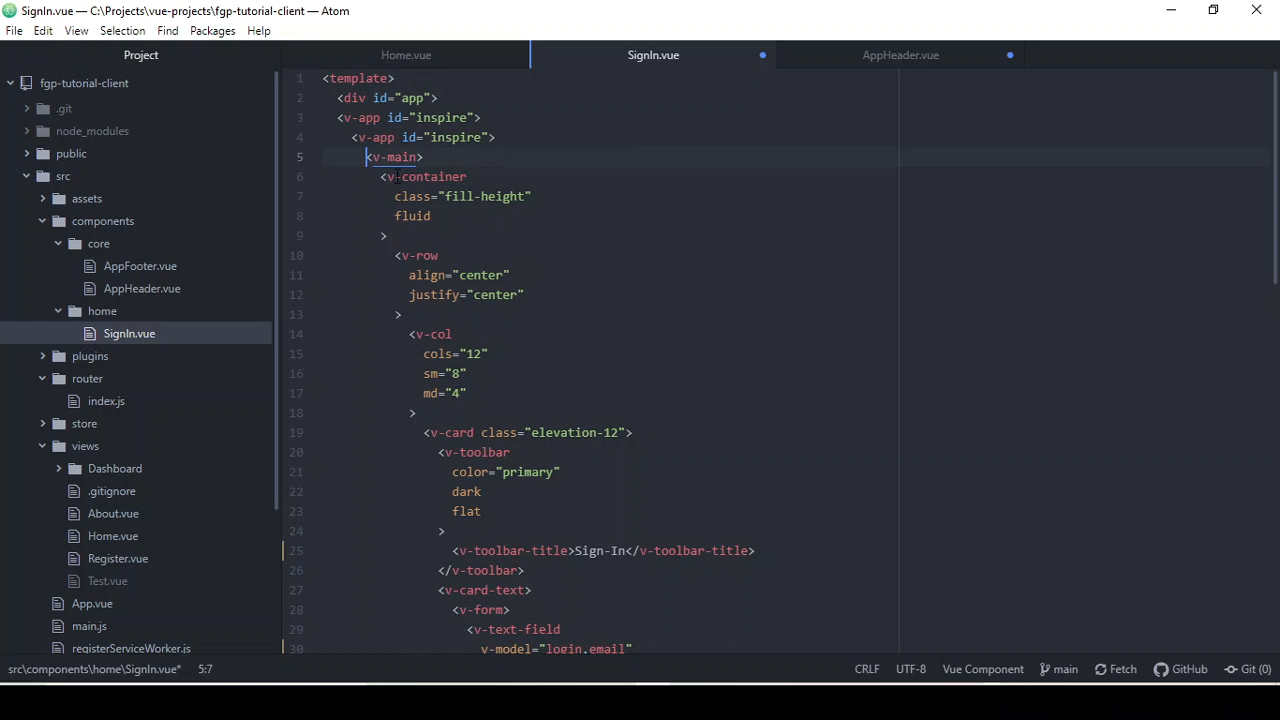 SignIn.vue — C:\Projects\vue-projects\fgp-tutorial-client — Atom
File Edit View Selection Find Packages Help
Project
Home.vue
SignIn.vue
AppHeader.vue
fgp-tutorial-client
.git
node_modules
public
src
assets
components
core
AppFooter.vue
AppHeader.vue
home
SignIn.vue
plugins
router
index.js
store
views
Dashboard
.gitignore
About.vue
Home.vue
Register.vue
Test.vue
App.vue
main.js
registerServiceWorker.js
1 <template>
2 <div id="app">
3 <v-app id="inspire">
4 <v-app id="inspire">
5 <v-main>
6 <v-container
7 class="fill-height"
8 fluid
9 >
10 <v-row
11 align="center"
12 justify="center"
13 >
14 <v-col
15 cols="12"
16 sm="8"
17 md="4"
18 >
19 <v-card class="elevation-12">
20 <v-toolbar
21 color="primary"
22 dark
23 flat
24 >
25 <v-toolbar-title>Sign-In</v-toolbar-title>
26 </v-toolbar>
27 <v-card-text>
28 <v-form>
29 <v-text-field
30 v-model="login.email"
src\components\home\SignIn.vue* 5:7 CRLF UTF-8 Vue Component main Fetch GitHub Git (0)